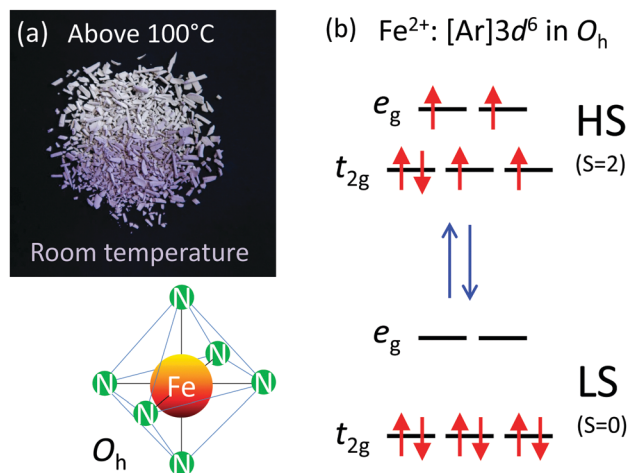 (a) Above 100°C
Room temperature
N
N
N
Fe
N
N
N
Oh
(b) Fe²⁺: [Ar]3d⁶ in Oh
eg
HS
(S=2)
t2g
eg
LS
(S=0)
t2g